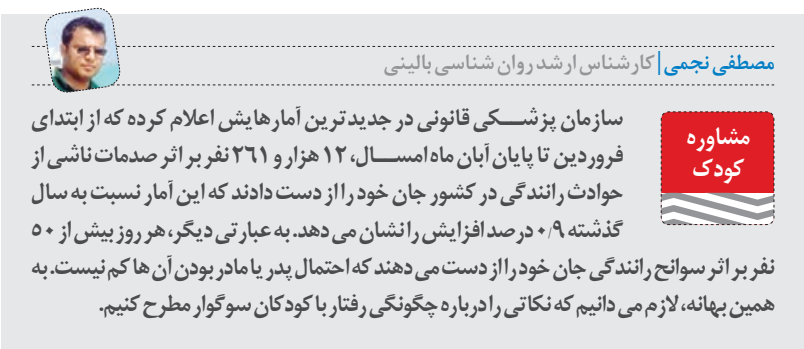 مصطفی نجمی| کارشناس ارشد روان شناسی بالینی
مشاوره
کودک
سازمان پزشـــکی قانونی در جدیدترین آمارهایش اعلام کرده که از ابتدای
فروردین تا پایان آبان ماه امســـال، ۱۲ هزار و ۲۶۱ نفر بر اثر صدمات ناشی از
حوادث رانندگی در کشور جان خود را از دست دادند که این آمار نسبت به سال
گذشته ۰/۹ درصد افزایش را نشان می دهد. به عبارتی دیگر، هر روز بیش از ۵۰
نفر بر اثر سوانح رانندگی جان خود را از دست می دهند که احتمال پدر یا مادر بودن آن ها کم نیست. به
همین بهانه، لازم می دانیم که نکاتی را درباره چگونگی رفتار با کودکان سوگوار مطرح کنیم.